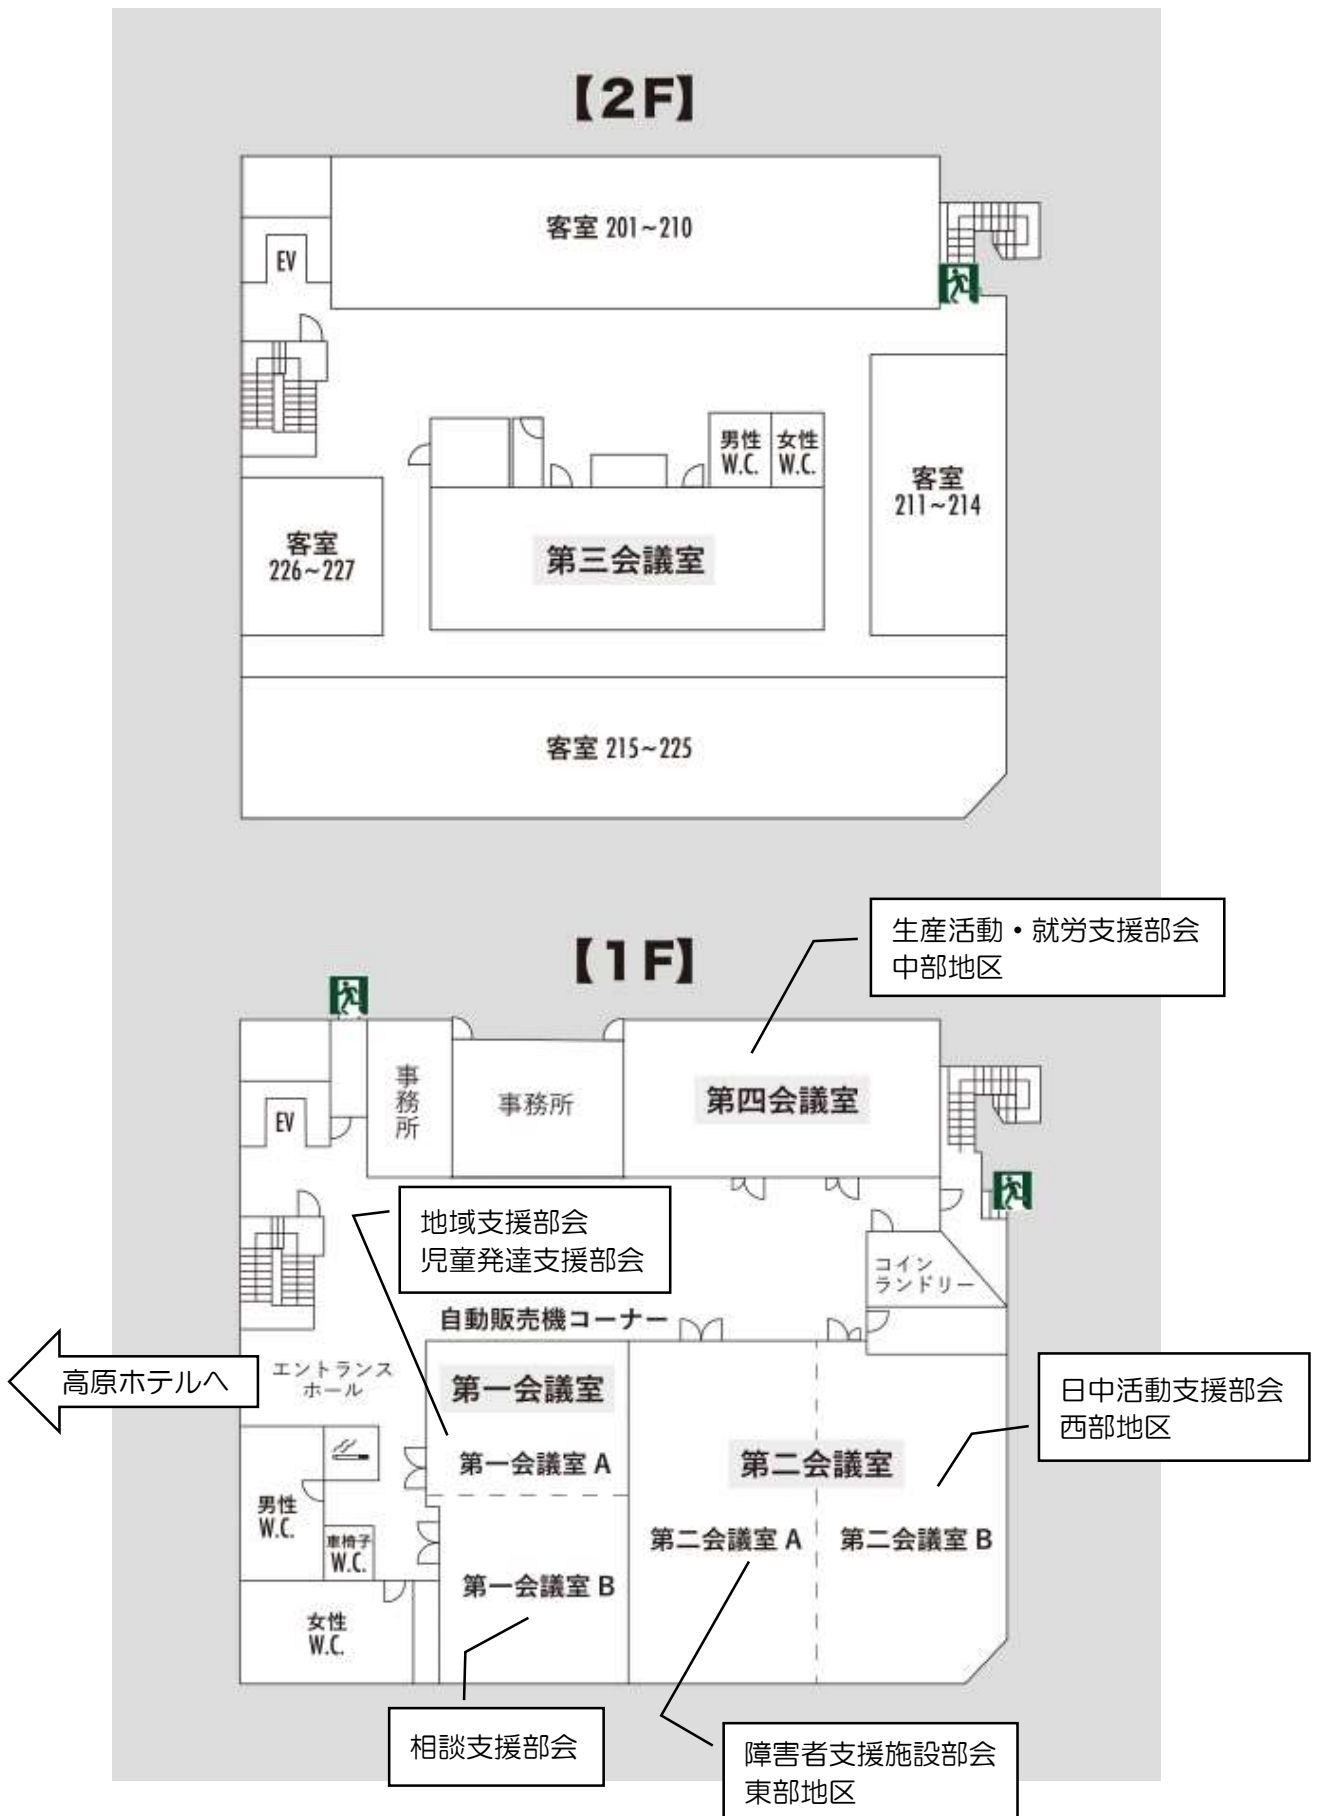 【2F】
客室 201~210
EV
男性
W.C.
女性
W.C.
客室
211~214
客室
226~227
第三会議室
客室 215~225
生産活動・就労支援部会
中部地区
【1F】
事務所
事務所
第四会議室
EV
地域支援部会
児童発達支援部会
コイン
ランドリー
自動販売機コーナー
高原ホテルへ
エントランス
ホール
第一会議室
日中活動支援部会
西部地区
第一会議室 A
第二会議室
男性
W.C.
車椅子
W.C.
第二会議室 A
第二会議室 B
第一会議室 B
女性
W.C.
相談支援部会
障害者支援施設部会
東部地区